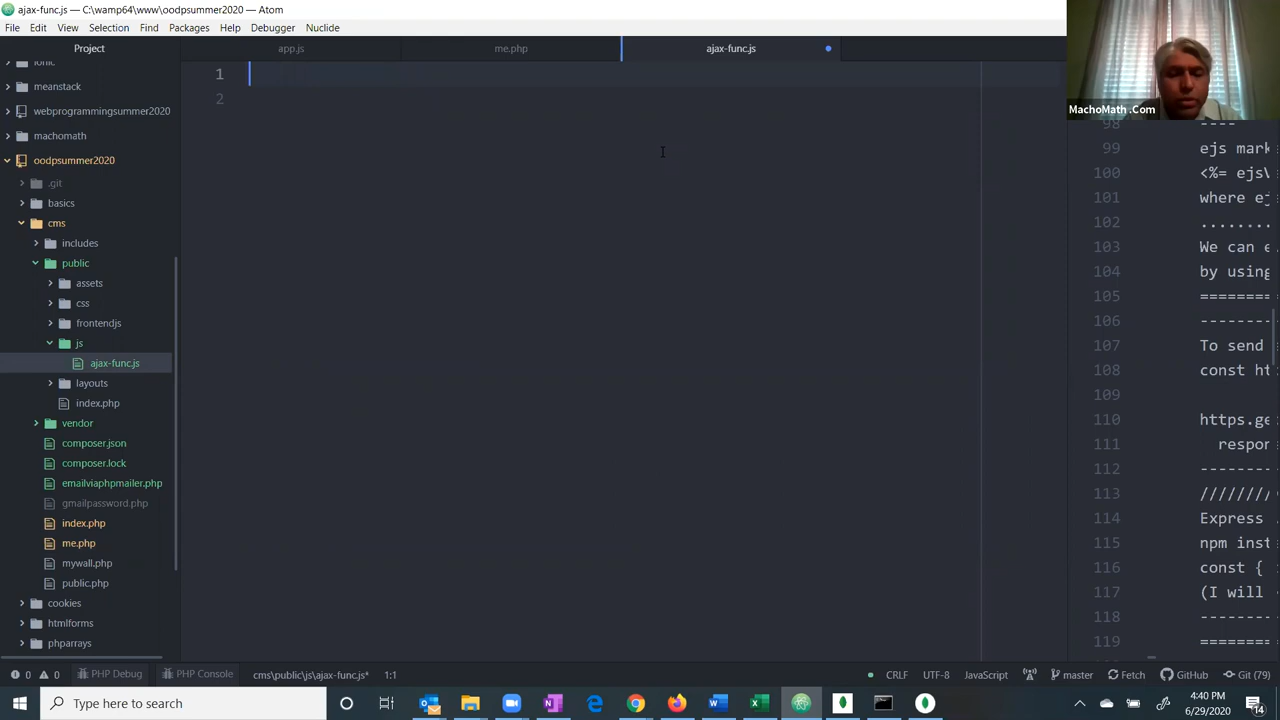 ajax-func.js — C:\wamp64\www\oodpsummer2020 — Atom
File Edit View Selection Find Packages Help Debugger Nuclide
Project
app.js
me.php
ajax-func.js
ionic
meanstack
webprogrammingsummer2020
machomath
oodpsummer2020
.git
basics
cms
includes
public
assets
css
frontendjs
js
ajax-func.js
layouts
index.php
vendor
composer.json
composer.lock
emailviaphpmailer.php
gmailpassword.php
index.php
me.php
mywall.php
public.php
cookies
htmlforms
phparrays
1
2
MachoMath .Com
98 ----
99 ejs mark
100 <%= ejsV
101 where ej
102 ........
103 We can e
104 by using
105 ========
106 --------
107 To send
108 const ht
109
110 https.ge
111 respon
112 --------
113 ////////
114 Express
115 npm inst
116 const {
117 (I will
118 --------
119 ========
0 0 PHP Debug PHP Console cms\public\js\ajax-func.js* 1:1 CRLF UTF-8 JavaScript master Fetch GitHub Git (79)
Type here to search
4:40 PM
6/29/2020
14